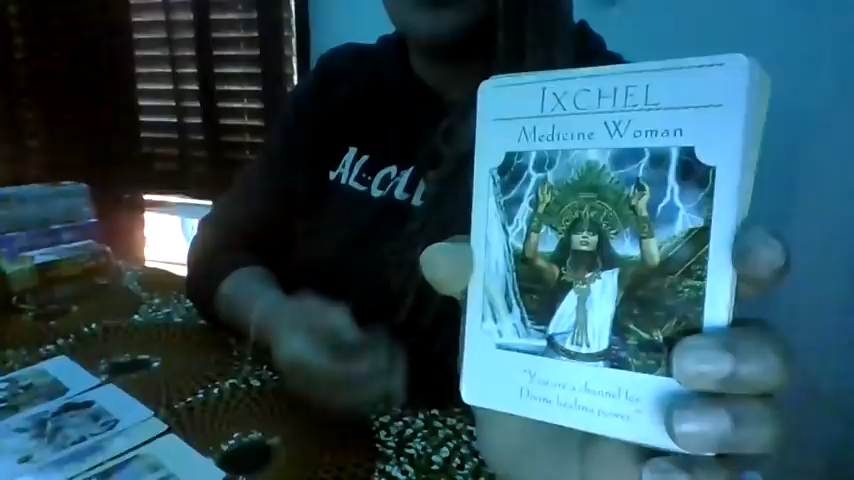 IXCHEL
Medicine Woman
"You are a channel for
Divine healing power."